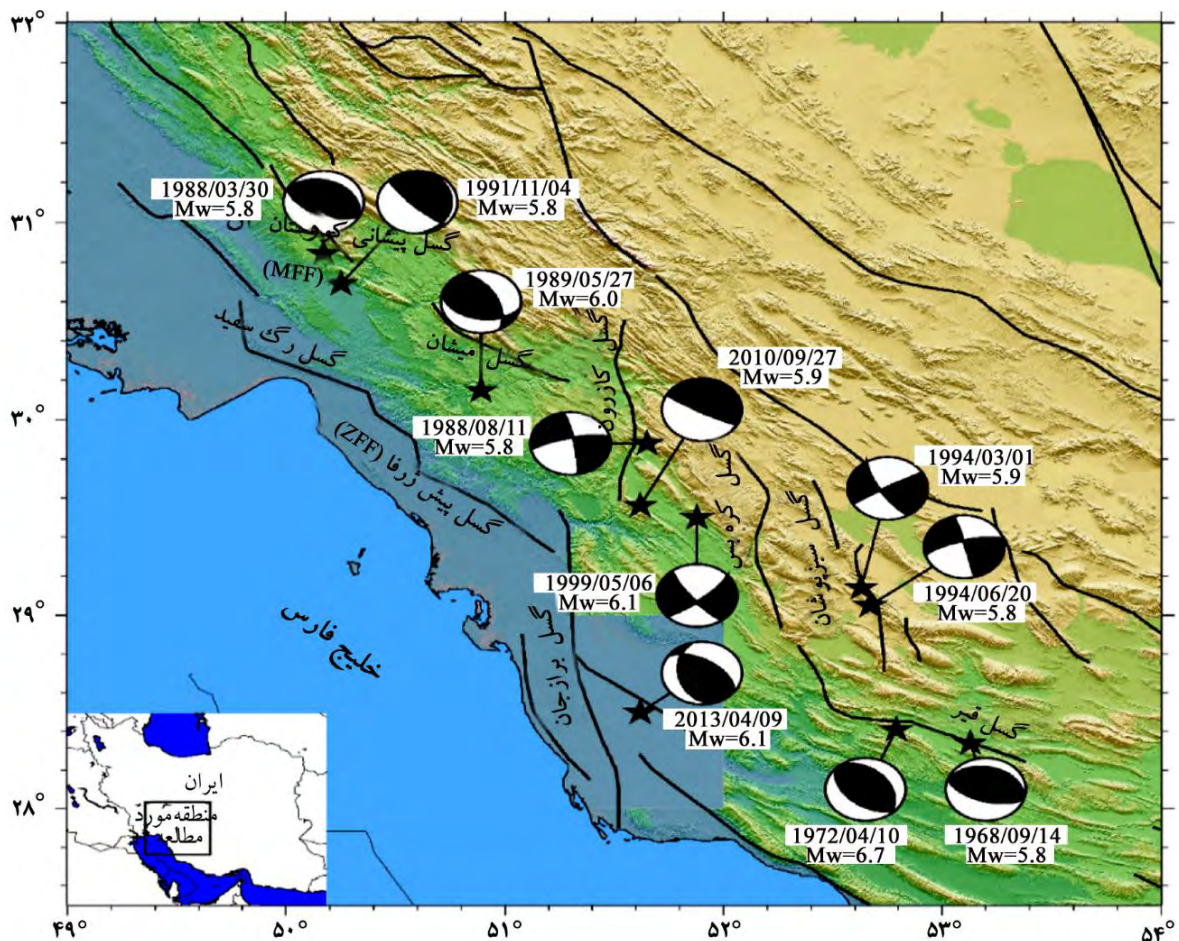 ۳۲°
۳۱°
۳۰°
۲۹°
۲۸°
۴۹°
۵۰°
۵۱°
۵۲°
۵۳°
۵۴°
1988/03/30
Mw=5.8
1991/11/04
Mw=5.8
گسل پیشانی کوهستان
(MFF)
1989/05/27
Mw=6.0
گسل رگ سفید
گسل میشان
گسل کازرون
2010/09/27
Mw=5.9
1988/08/11
Mw=5.8
گسل پیش ژرفا (ZFF)
گسل کره بس
گسل سبزپوشان
1994/03/01
Mw=5.9
1994/06/20
Mw=5.8
1999/05/06
Mw=6.1
خلیج فارس
گسل برازجان
2013/04/09
Mw=6.1
گسل قیر
1972/04/10
Mw=6.7
1968/09/14
Mw=5.8
ایران
منطقه مورد
مطالعه